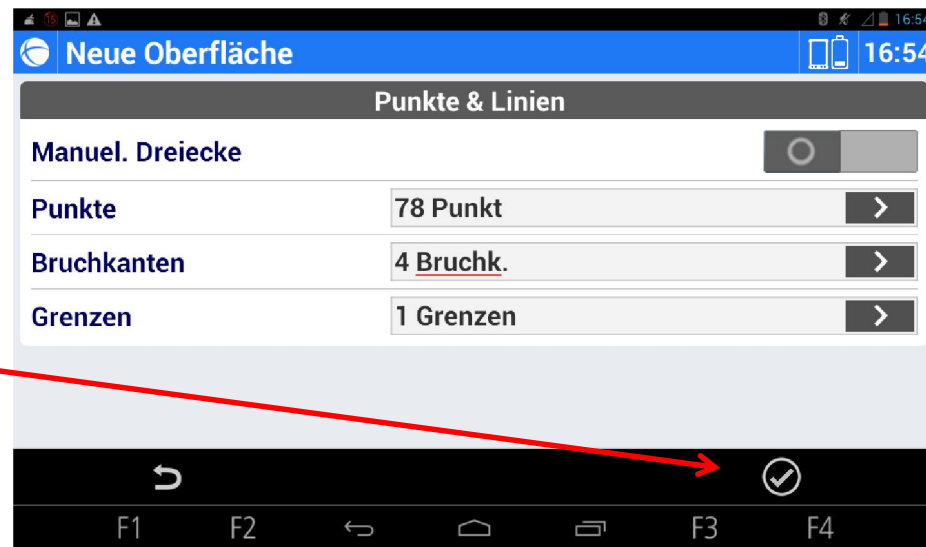 15 16:54
Neue Oberfläche 16:54
Punkte & Linien
Manuel. Dreiecke
Punkte 78 Punkt
Bruchkanten 4 Bruchk.
Grenzen 1 Grenzen
F1 F2 F3 F4